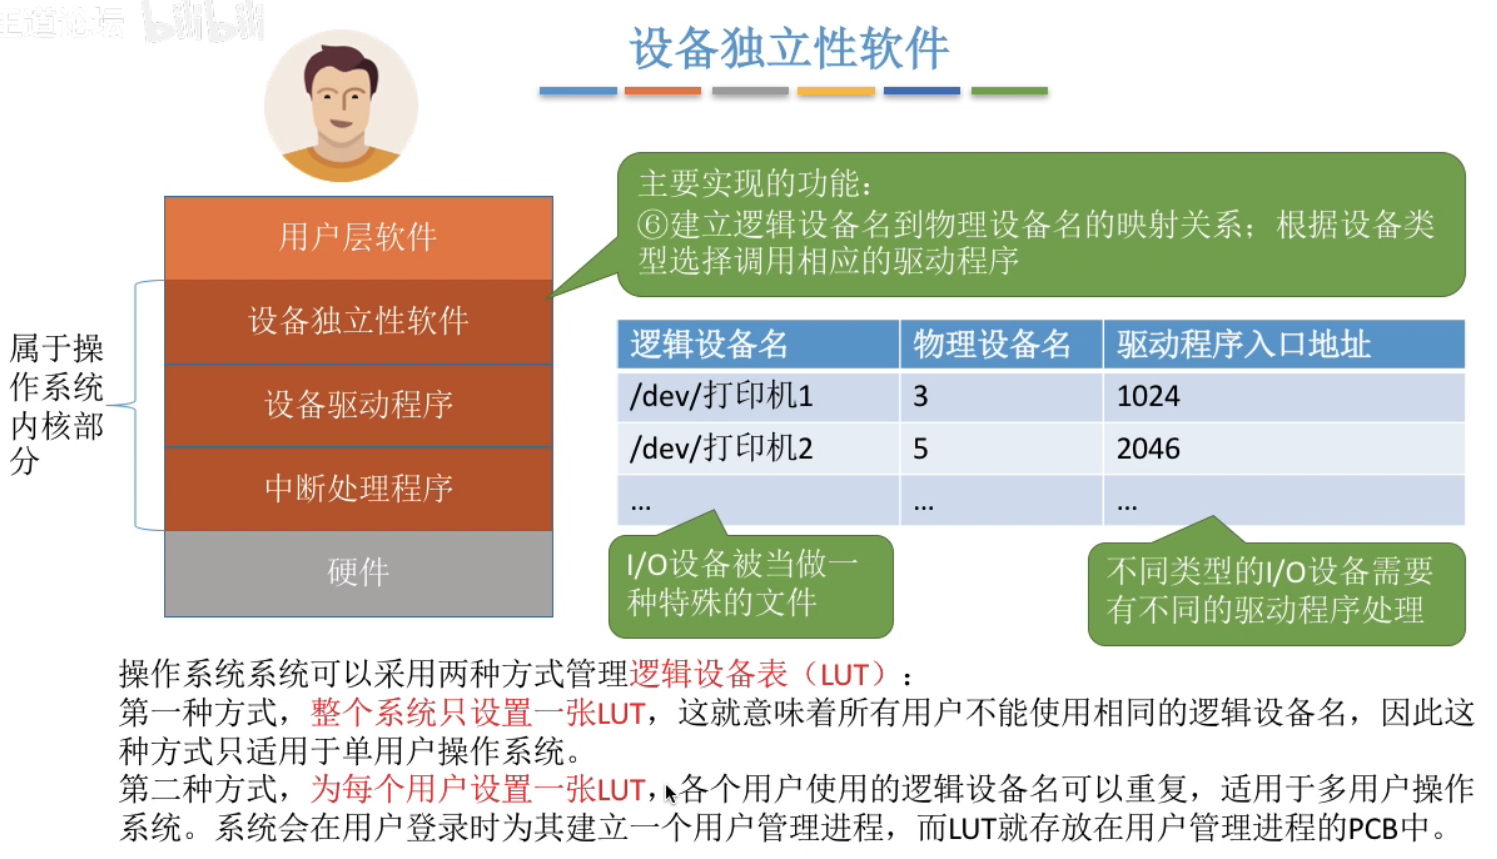 王道论坛 bilibili
设备独立性软件
主要实现的功能：
⑥建立逻辑设备名到物理设备名的映射关系；根据设备类
型选择调用相应的驱动程序
用户层软件
设备独立性软件
设备驱动程序
中断处理程序
硬件
属于操
作系统
内核部
分
逻辑设备名 物理设备名 驱动程序入口地址
/dev/打印机1 3 1024
/dev/打印机2 5 2046
... ... ...
I/O设备被当做一
种特殊的文件
不同类型的I/O设备需要
有不同的驱动程序处理
操作系统系统可以采用两种方式管理逻辑设备表（LUT）：
第一种方式，整个系统只设置一张LUT，这就意味着所有用户不能使用相同的逻辑设备名，因此这
种方式只适用于单用户操作系统。
第二种方式，为每个用户设置一张LUT，各个用户使用的逻辑设备名可以重复，适用于多用户操作
系统。系统会在用户登录时为其建立一个用户管理进程，而LUT就存放在用户管理进程的PCB中。